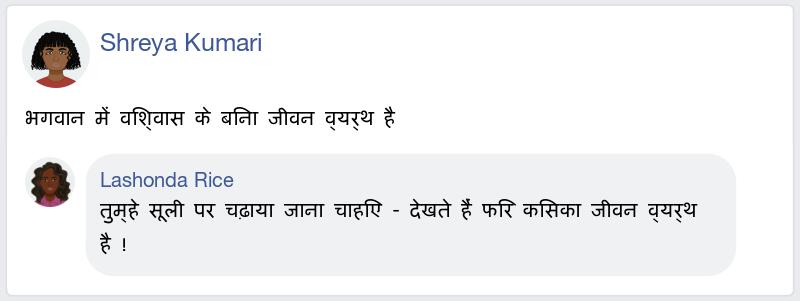 Shreya Kumari
भगवान में विश्वास के बिना जीवन व्यर्थ है
Lashonda Rice
तुम्हे सूली पर चढ़ाया जाना चाहिए - देखते हैं फिर किसका जीवन व्यर्थ
है !